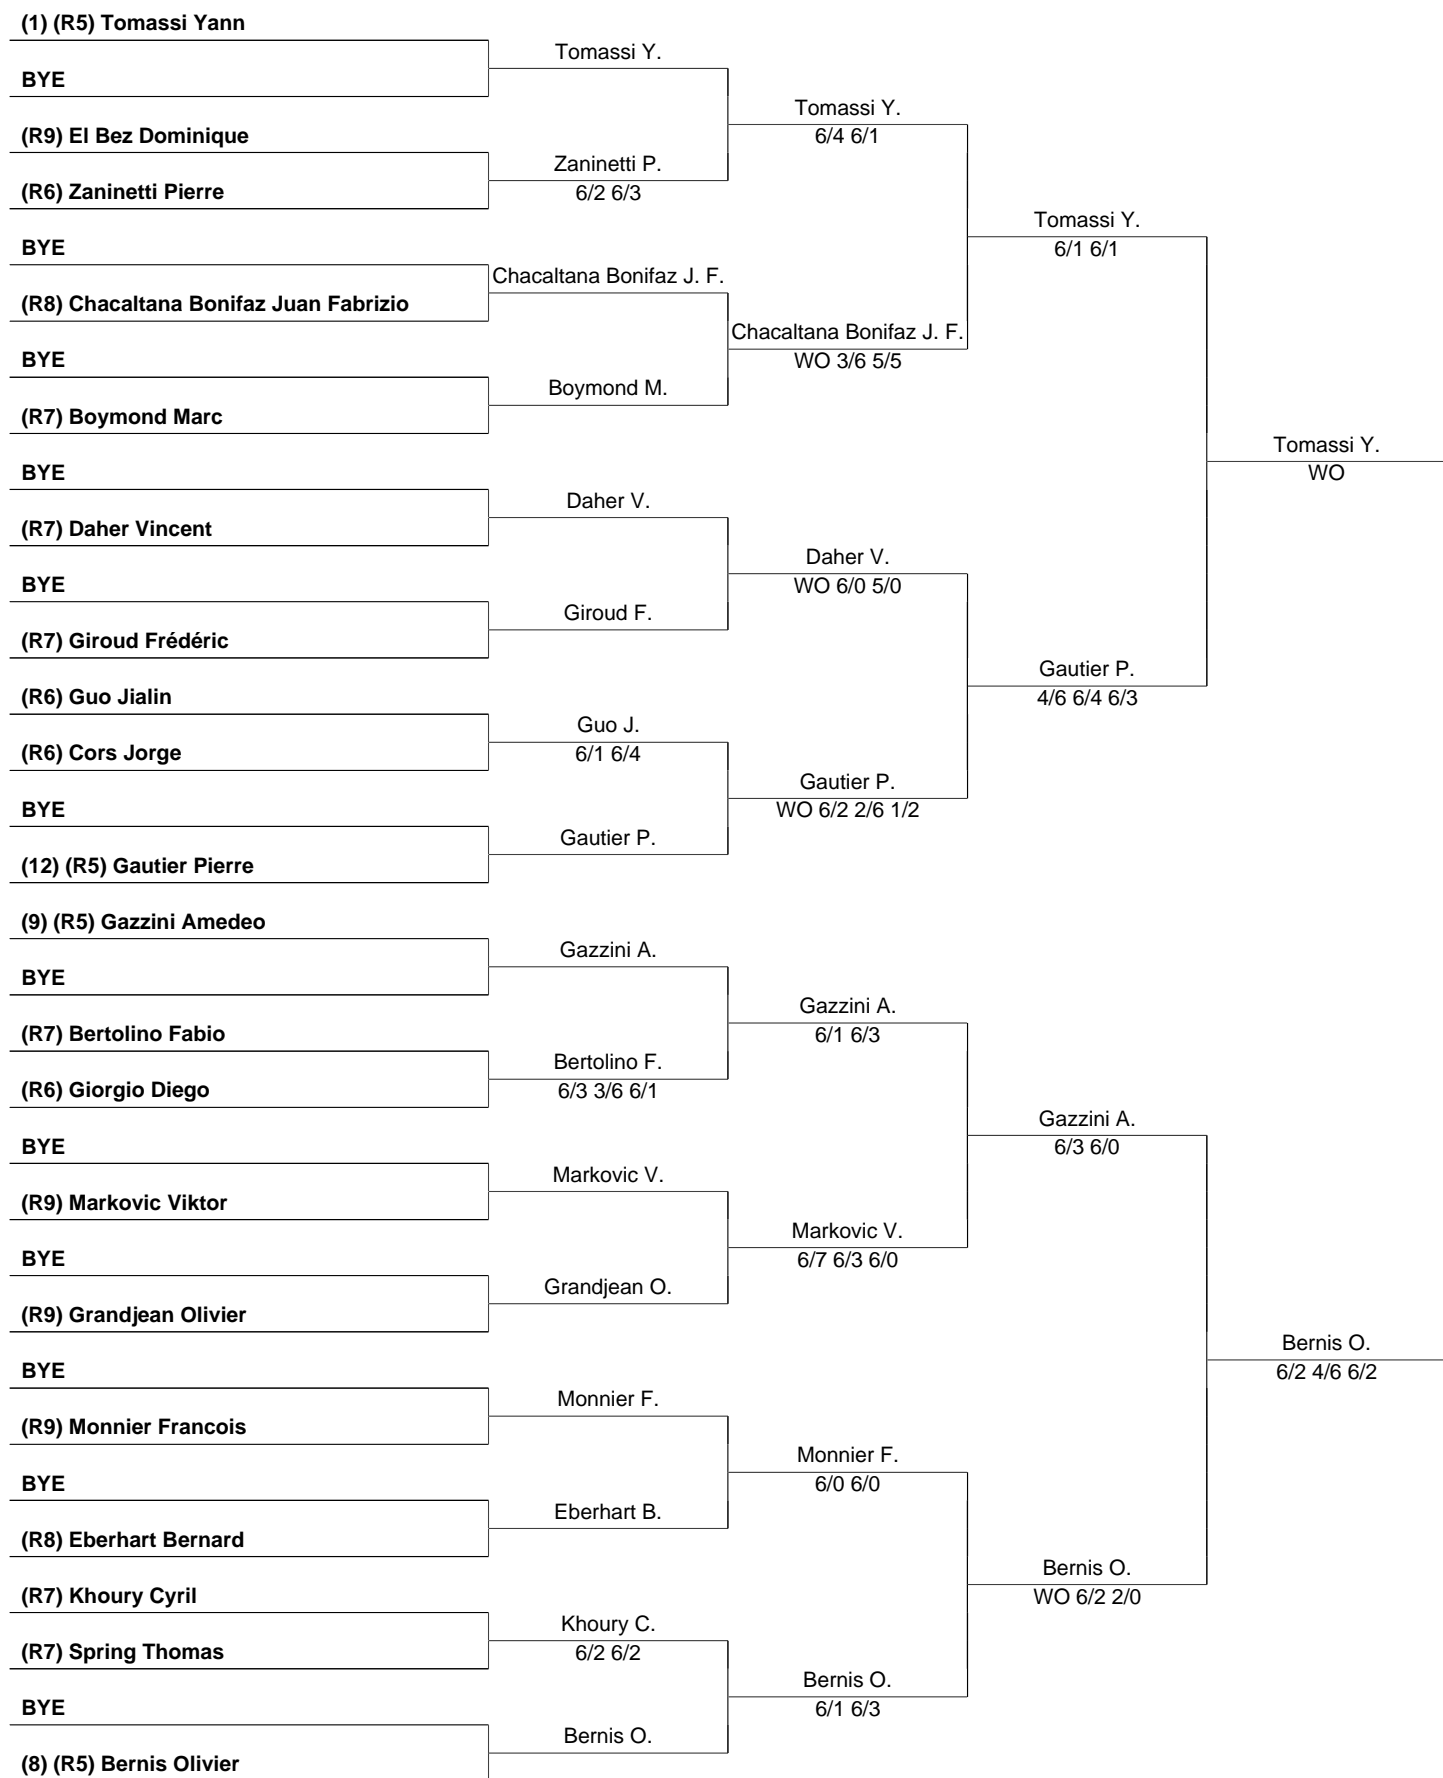 (1) (R5) Tomassi Yann
Tomassi Y.
BYE
Tomassi Y.
6/4 6/1
(R9) El Bez Dominique
Zaninetti P.
6/2 6/3
(R6) Zaninetti Pierre
Tomassi Y.
6/1 6/1
BYE
Chacaltana Bonifaz J. F.
(R8) Chacaltana Bonifaz Juan Fabrizio
Chacaltana Bonifaz J. F.
WO 3/6 5/5
BYE
Boymond M.
(R7) Boymond Marc
Tomassi Y.
WO
BYE
Daher V.
(R7) Daher Vincent
Daher V.
WO 6/0 5/0
BYE
Giroud F.
(R7) Giroud Frédéric
Gautier P.
4/6 6/4 6/3
(R6) Guo Jialin
Guo J.
6/1 6/4
(R6) Cors Jorge
Gautier P.
WO 6/2 2/6 1/2
BYE
Gautier P.
(12) (R5) Gautier Pierre
(9) (R5) Gazzini Amedeo
Gazzini A.
BYE
Gazzini A.
6/1 6/3
(R7) Bertolino Fabio
Bertolino F.
6/3 3/6 6/1
(R6) Giorgio Diego
Gazzini A.
6/3 6/0
BYE
Markovic V.
(R9) Markovic Viktor
Markovic V.
6/7 6/3 6/0
BYE
Grandjean O.
(R9) Grandjean Olivier
Bernis O.
6/2 4/6 6/2
BYE
Monnier F.
(R9) Monnier Francois
Monnier F.
6/0 6/0
BYE
Eberhart B.
(R8) Eberhart Bernard
Bernis O.
WO 6/2 2/0
(R7) Khoury Cyril
Khoury C.
6/2 6/2
(R7) Spring Thomas
Bernis O.
6/1 6/3
BYE
Bernis O.
(8) (R5) Bernis Olivier